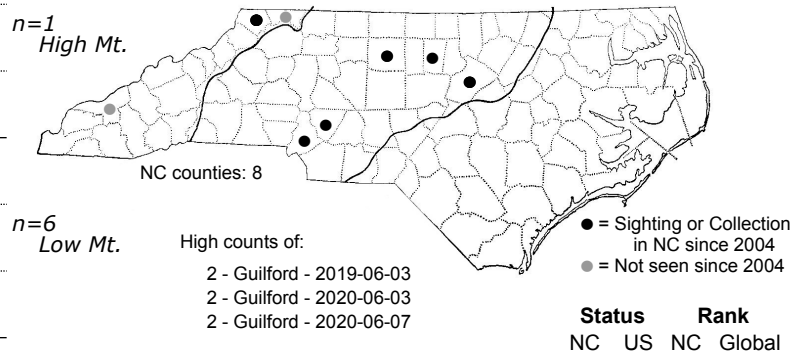 n=1
High Mt.
NC counties: 8
n=6
Low Mt.
High counts of:
2 - Guilford - 2019-06-03
2 - Guilford - 2020-06-03
2 - Guilford - 2020-06-07
= Sighting or Collection
in NC since 2004
= Not seen since 2004
Status Rank
NC US NC Global